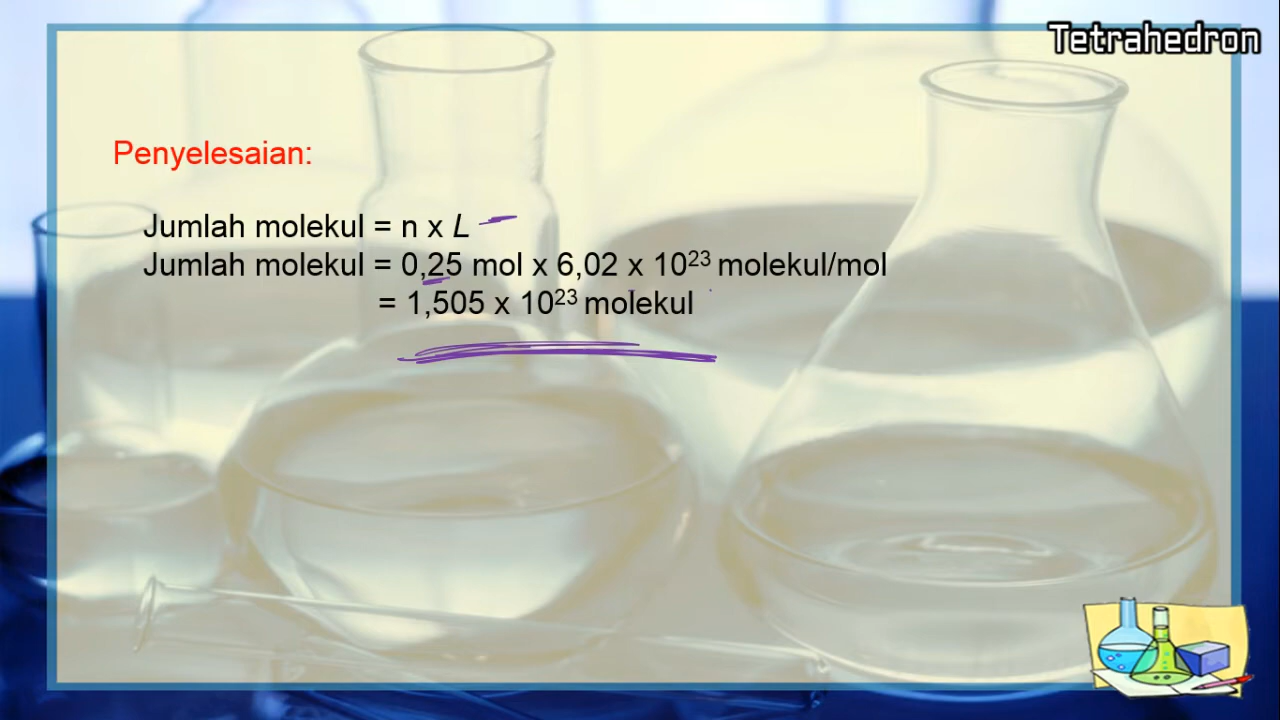 Tetrahedron
Penyelesaian:
Jumlah molekul = n x L
Jumlah molekul = 0,25 mol x 6,02 x 10²³ molekul/mol
= 1,505 x 10²³ molekul